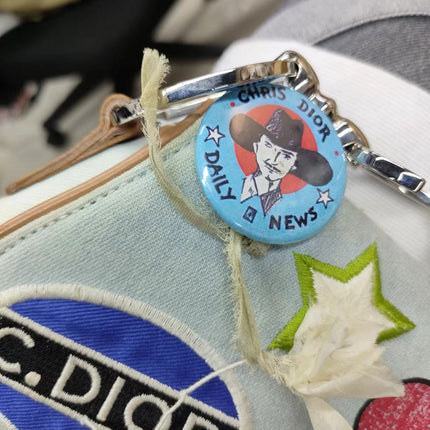 CHRIS DIOR
DAILY NEWS
C. DIOR